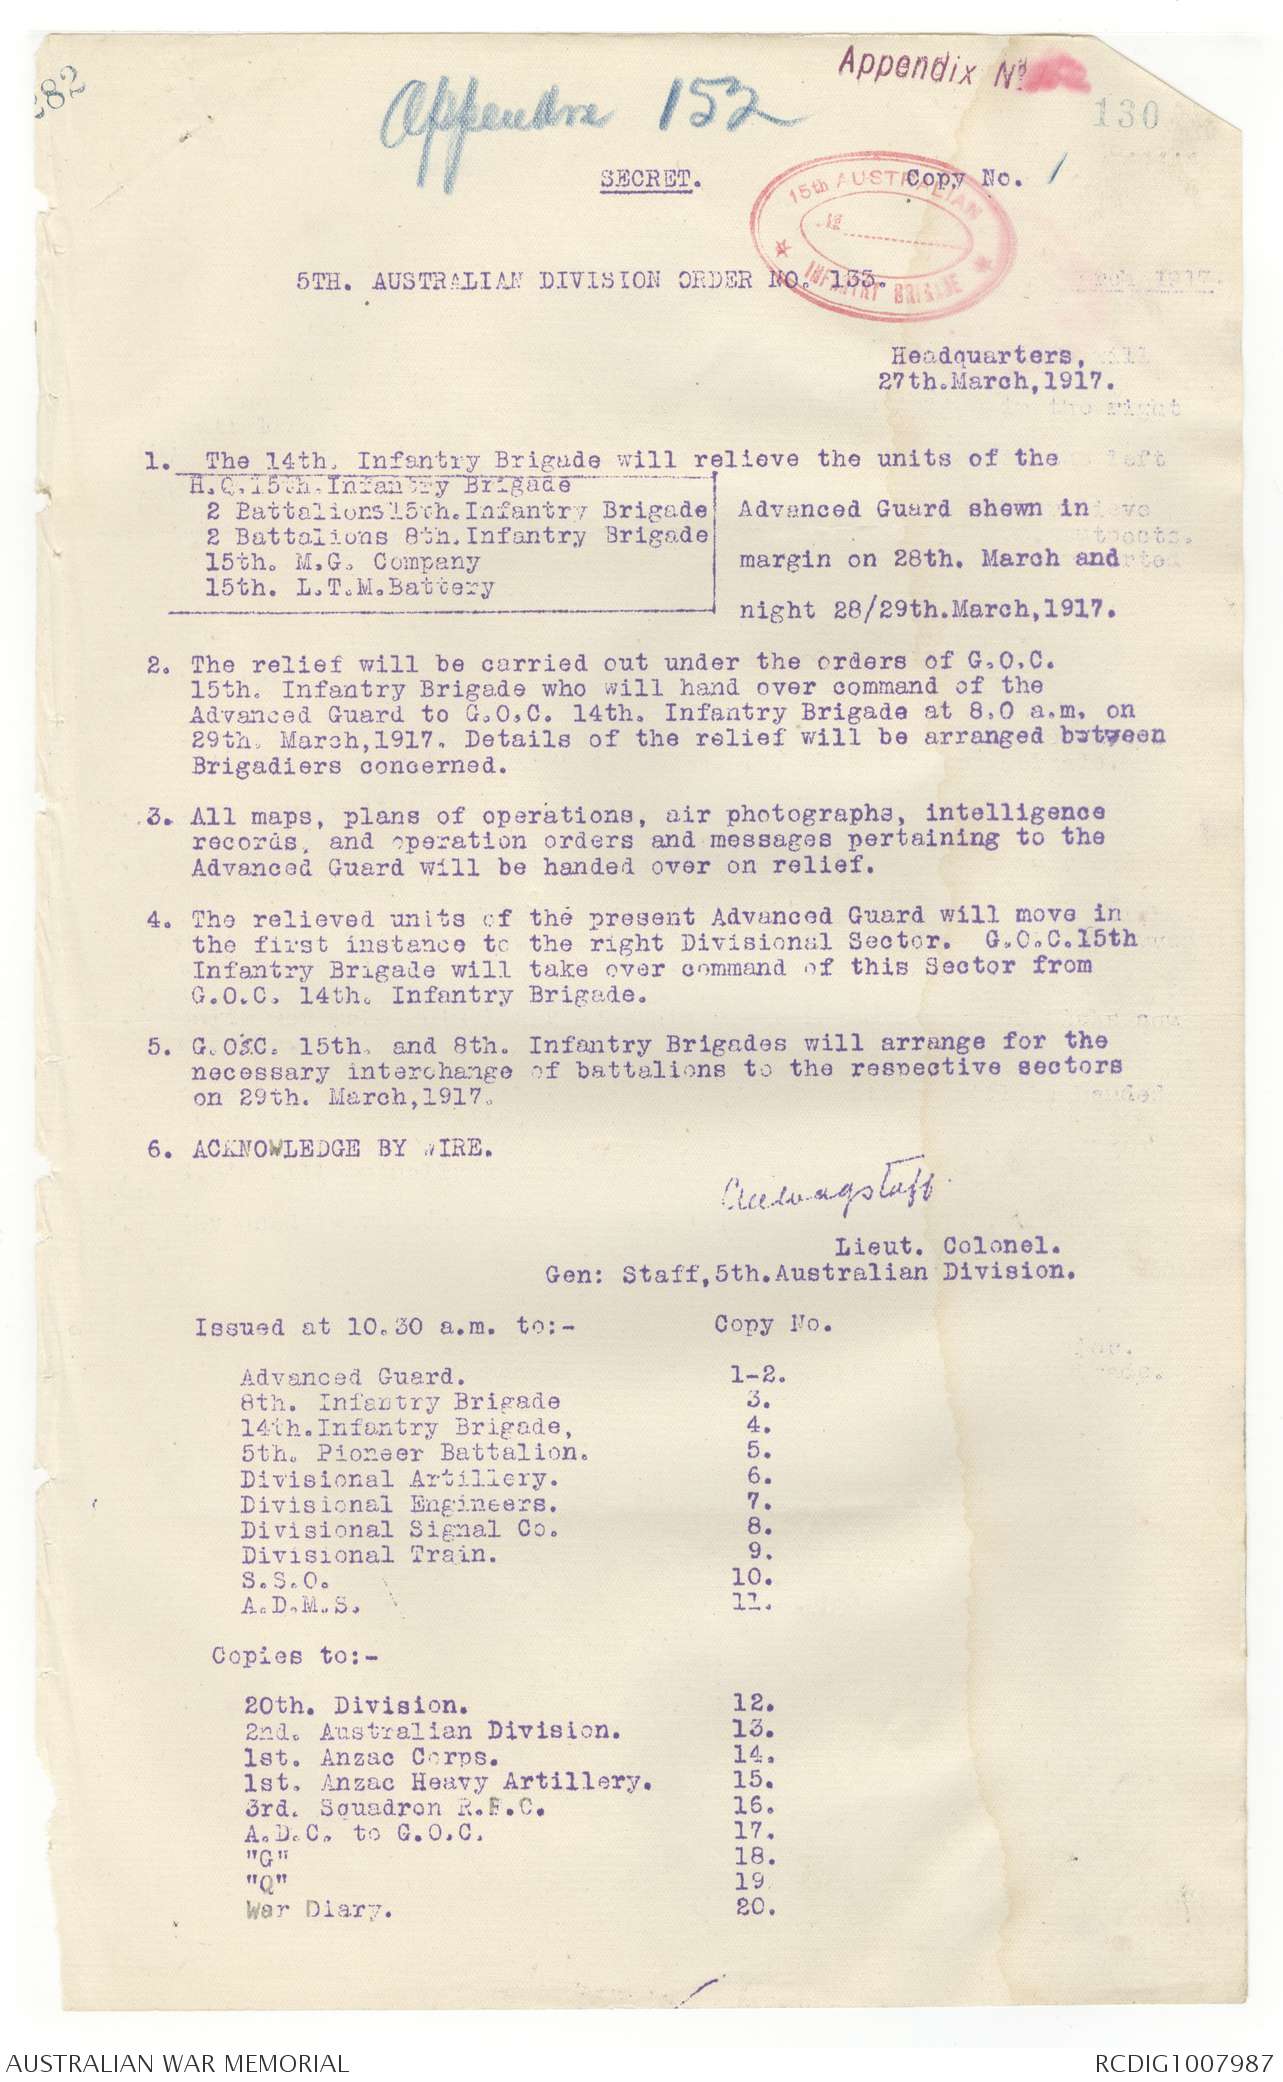 282
Appendix No
Appendix 152
130
SECRET. Copy No. 1
15th AUSTRALIAN
No
INFANTRY BRIGADE
5TH. AUSTRALIAN DIVISION ORDER NO. 133.
Headquarters,
27th.March,1917.
1. The 14th. Infantry Brigade will relieve the units of the
H.Q.15th.Infantry Brigade
2 Battalions 15th.Infantry Brigade Advanced Guard shewn in
2 Battalions 8th.Infantry Brigade
15th. M.G. Company margin on 28th. March and
15th. L.T.M.Battery
night 28/29th.March,1917.
2. The relief will be carried out under the orders of G.O.C.
15th. Infantry Brigade who will hand over command of the
Advanced Guard to G.O.C. 14th. Infantry Brigade at 8.0 a.m. on
29th. March,1917. Details of the relief will be arranged between
Brigadiers concerned.
3. All maps, plans of operations, air photographs, intelligence
records, and operation orders and messages pertaining to the
Advanced Guard will be handed over on relief.
4. The relieved units of the present Advanced Guard will move in
the first instance to the right Divisional Sector. G.O.C.15th
Infantry Brigade will take over command of this Sector from
G.O.C. 14th. Infantry Brigade.
5. G.OsC. 15th. and 8th. Infantry Brigades will arrange for the
necessary interchange of battalions to the respective sectors
on 29th. March,1917.
6. ACKNOWLEDGE BY WIRE.
Lieut. Colonel.
Gen: Staff,5th.Australian Division.
Issued at 10.30 a.m. to:- Copy No.
Advanced Guard. 1-2.
8th. Infantry Brigade 3.
14th.Infantry Brigade, 4.
5th. Pioneer Battalion. 5.
Divisional Artillery. 6.
Divisional Engineers. 7.
Divisional Signal Co. 8.
Divisional Train. 9.
S.S.O. 10.
A.D.M.S. 11.
Copies to:-
20th. Division. 12.
2nd. Australian Division. 13.
1st. Anzac Corps. 14.
1st. Anzac Heavy Artillery. 15.
3rd. Squadron R.F.C. 16.
A.D.C. to G.O.C. 17.
"G" 18.
"Q" 19
War Diary. 20.
AUSTRALIAN WAR MEMORIAL RCDIG1007987